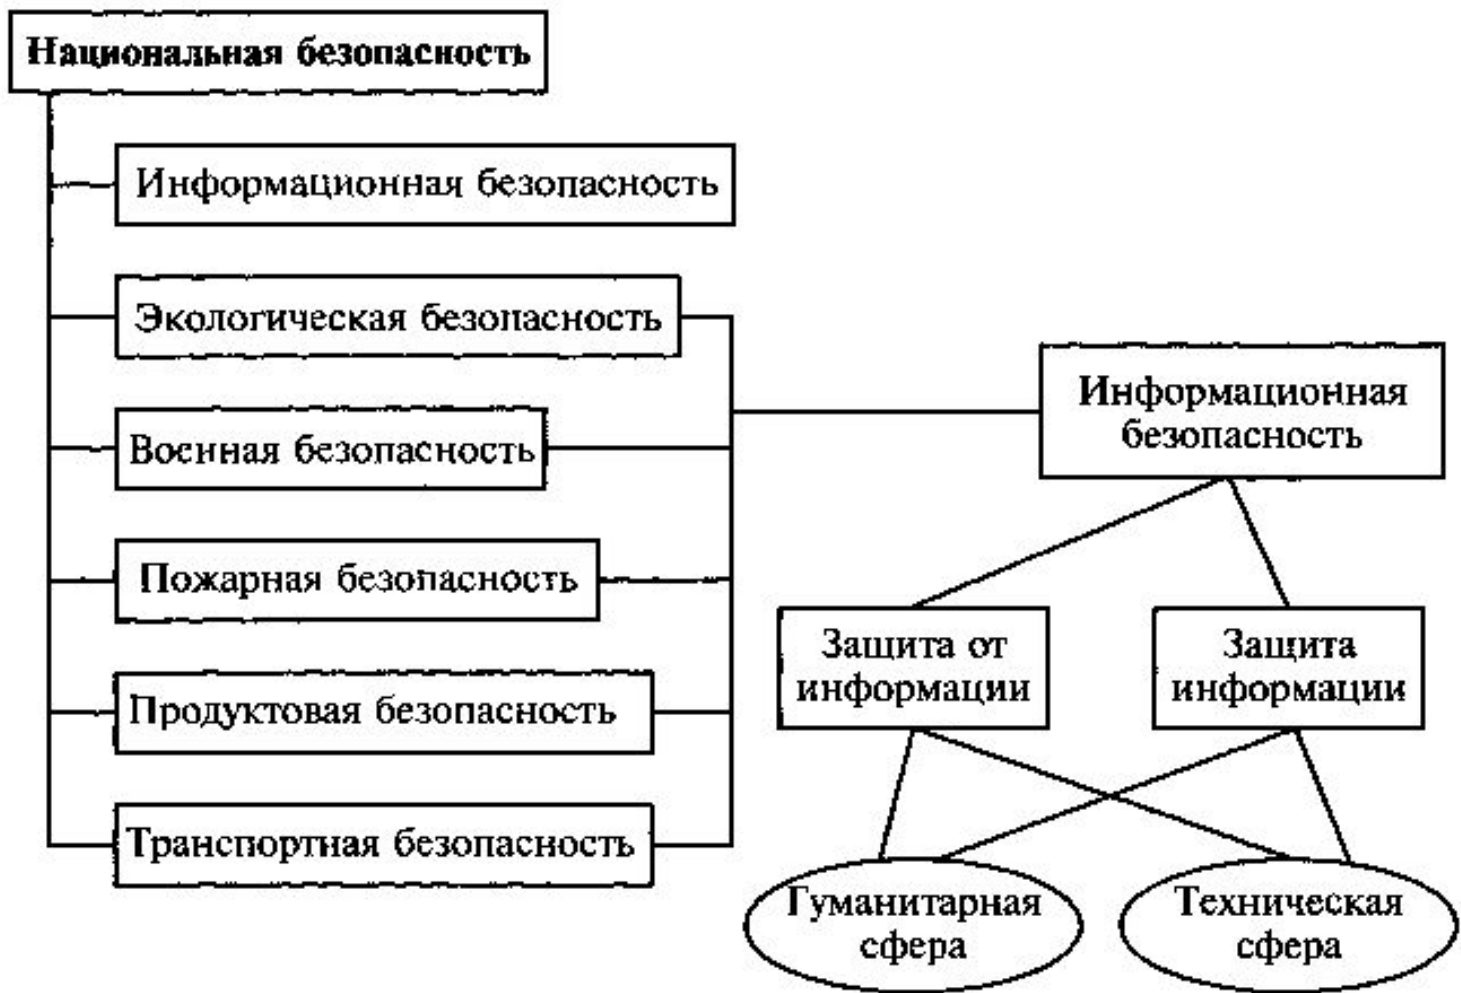 Национальная безопасность
Информационная безопасность
Экологическая безопасность
Военная безопасность
Пожарная безопасность
Продуктовая безопасность
Транспортная безопасность
Информационная
безопасность
Защита от
информации
Защита
информации
Гуманитарная
сфера
Техническая
сфера